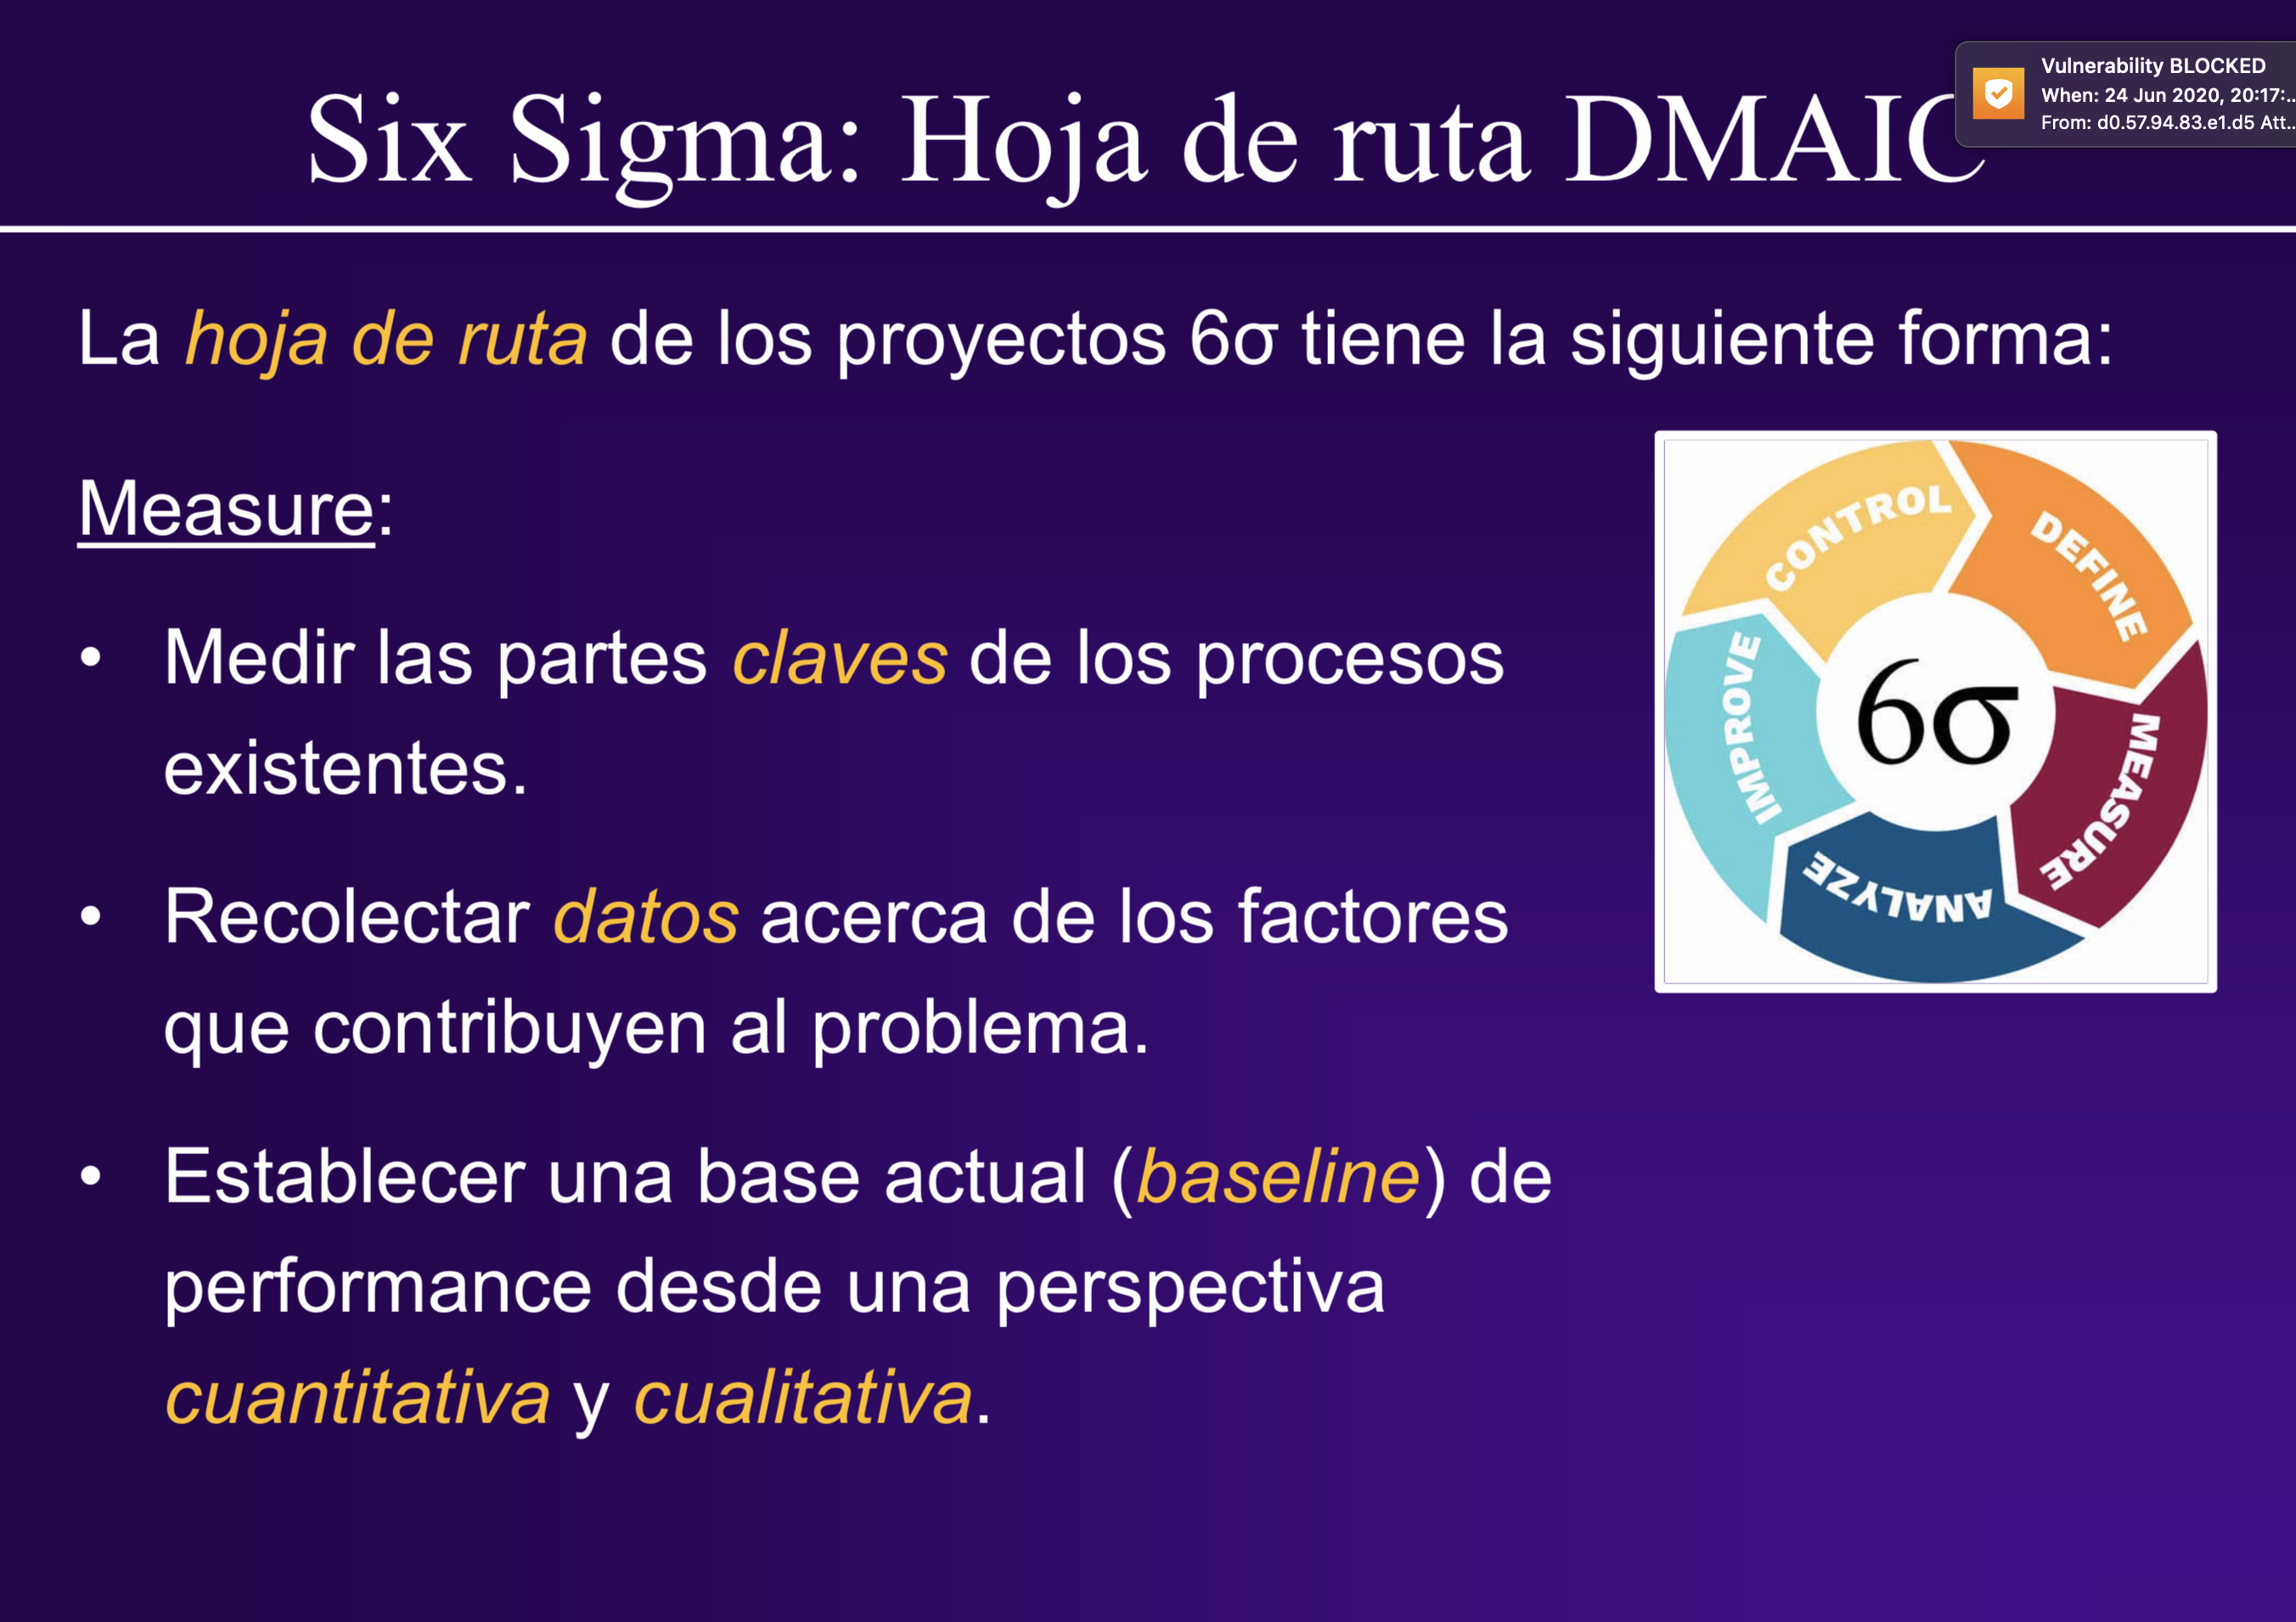 Six Sigma: Hoja de ruta DMAIC
Vulnerability BLOCKED
When: 24 Jun 2020, 20:17:...
From: d0.57.94.83.e1.d5 Att...
La hoja de ruta de los proyectos 6σ tiene la siguiente forma:
Measure:
• Medir las partes claves de los procesos
existentes.
• Recolectar datos acerca de los factores
que contribuyen al problema.
• Establecer una base actual (baseline) de
performance desde una perspectiva
cuantitativa y cualitativa.
CONTROL
DEFINE
MEASURE
ANALYZE
IMPROVE
6σ